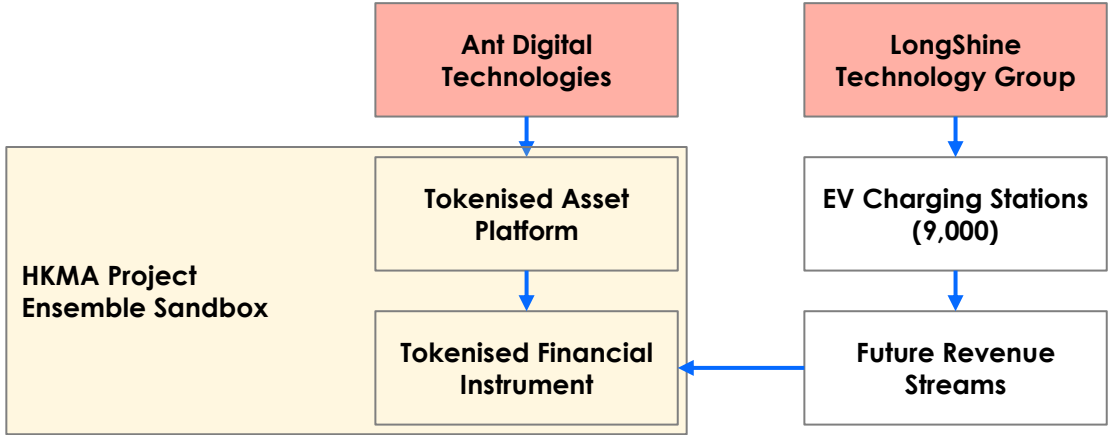 Ant Digital
Technologies
LongShine
Technology Group
Tokenised Asset
Platform
EV Charging Stations
(9,000)
HKMA Project
Ensemble Sandbox
Tokenised Financial
Instrument
Future Revenue
Streams